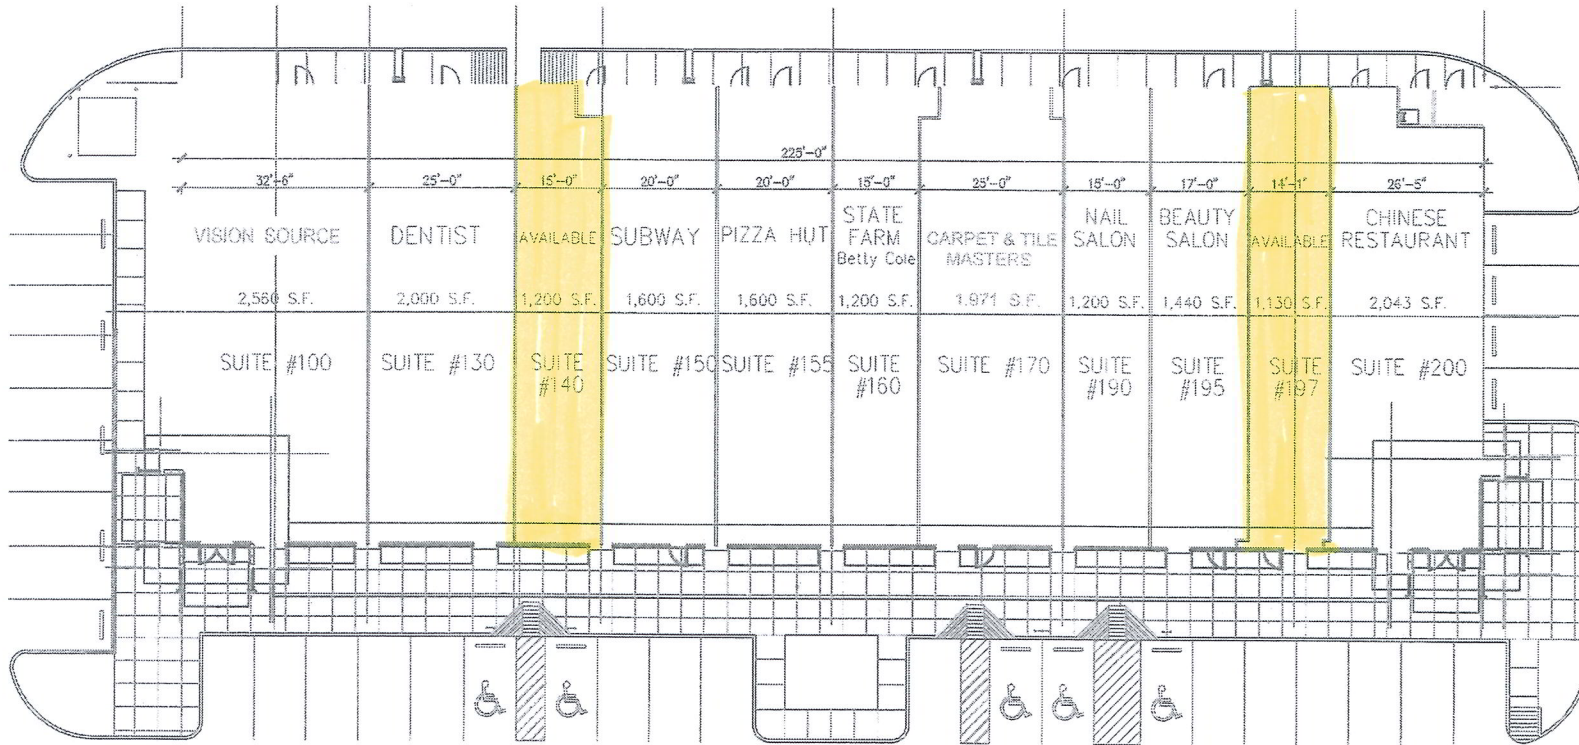 225'-0"
32'-6" 25'-0" 15'-0" 20'-0" 20'-0" 15'-0" 25'-0" 15'-0" 17'-0" 14'-1" 26'-5"
VISION SOURCE
2,560 S.F.
SUITE #100
DENTIST
2,000 S.F.
SUITE #130
AVAILABLE
1,200 S.F.
SUITE
#140
SUBWAY
1,600 S.F.
SUITE #150
PIZZA HUT
1,600 S.F.
SUITE #155
STATE
FARM
Betty Cole
1,200 S.F.
SUITE
#160
CARPET & TILE
MASTERS
1,971 S.F.
SUITE #170
NAIL
SALON
1,200 S.F.
SUITE
#190
BEAUTY
SALON
1,440 S.F.
SUITE
#195
AVAILABLE
1,130 S.F.
SUITE
#197
CHINESE
RESTAURANT
2,043 S.F.
SUITE #200